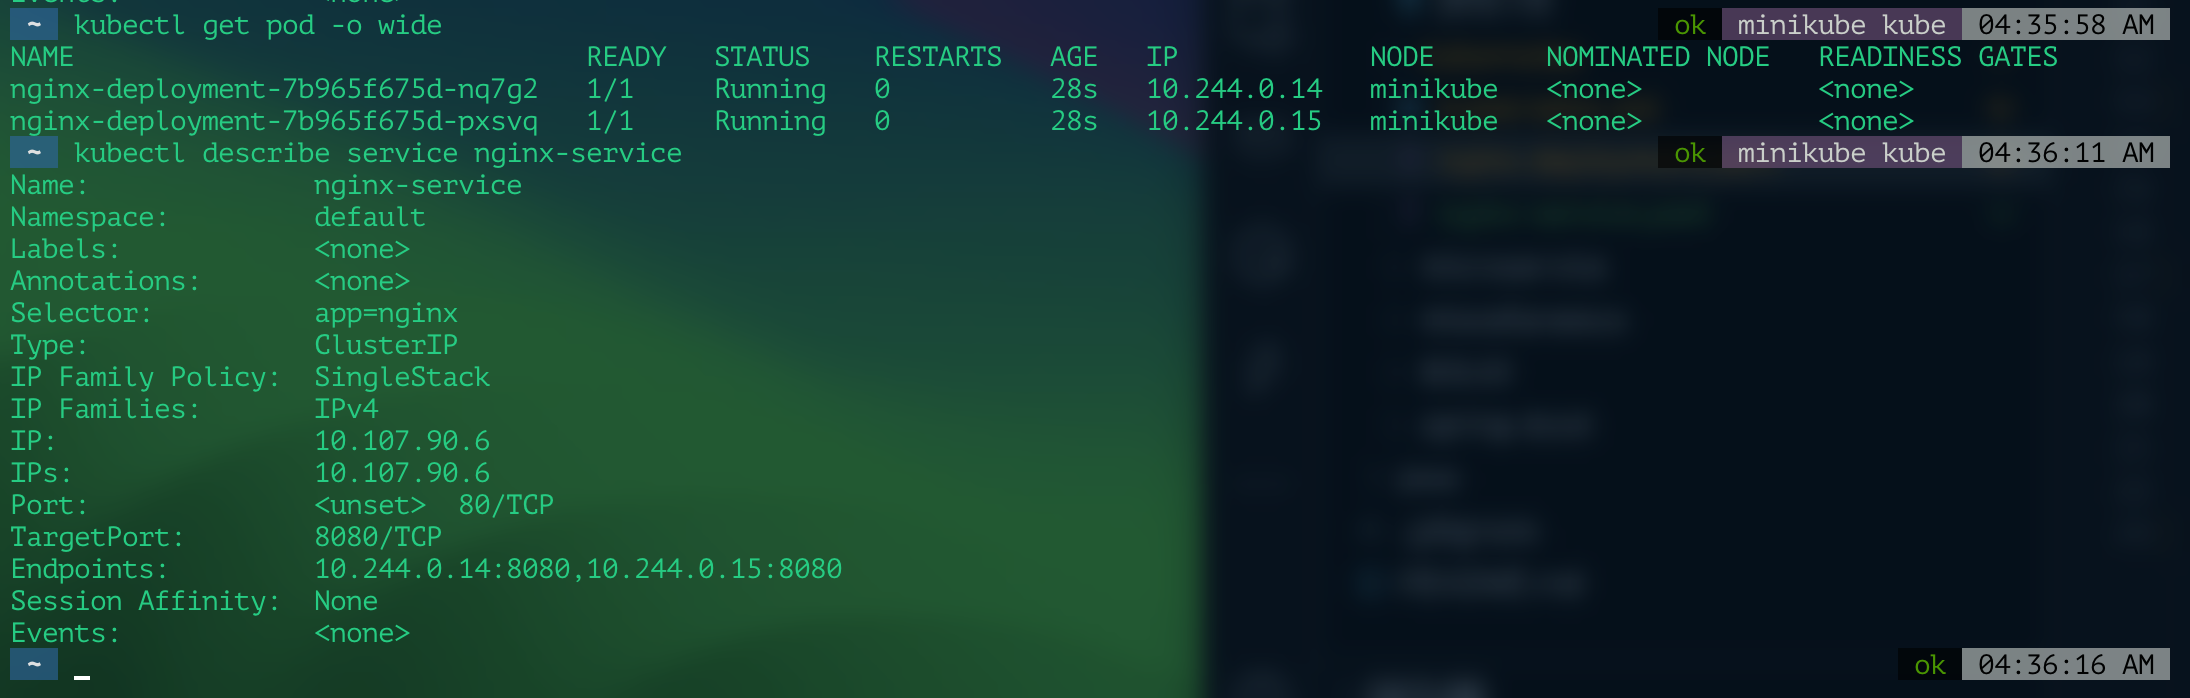 ~ kubectl get pod -o wide ok minikube kube 04:35:58 AM
NAME READY STATUS RESTARTS AGE IP NODE NOMINATED NODE READINESS GATES
nginx-deployment-7b965f675d-nq7g2 1/1 Running 0 28s 10.244.0.14 minikube <none> <none>
nginx-deployment-7b965f675d-pxsvq 1/1 Running 0 28s 10.244.0.15 minikube <none> <none>
~ kubectl describe service nginx-service ok minikube kube 04:36:11 AM
Name: nginx-service
Namespace: default
Labels: <none>
Annotations: <none>
Selector: app=nginx
Type: ClusterIP
IP Family Policy: SingleStack
IP Families: IPv4
IP: 10.107.90.6
IPs: 10.107.90.6
Port: <unset> 80/TCP
TargetPort: 8080/TCP
Endpoints: 10.244.0.14:8080,10.244.0.15:8080
Session Affinity: None
Events: <none>
~ ok 04:36:16 AM